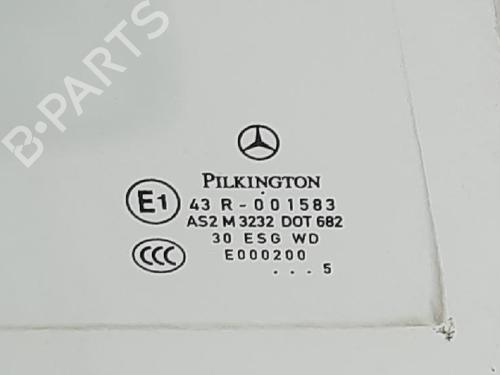 B-PARTS
PILKINGTON
E1
43 R - 001583
AS2 M 3232 DOT 682
30 ESG WD
CCC
E000200
. . . 5